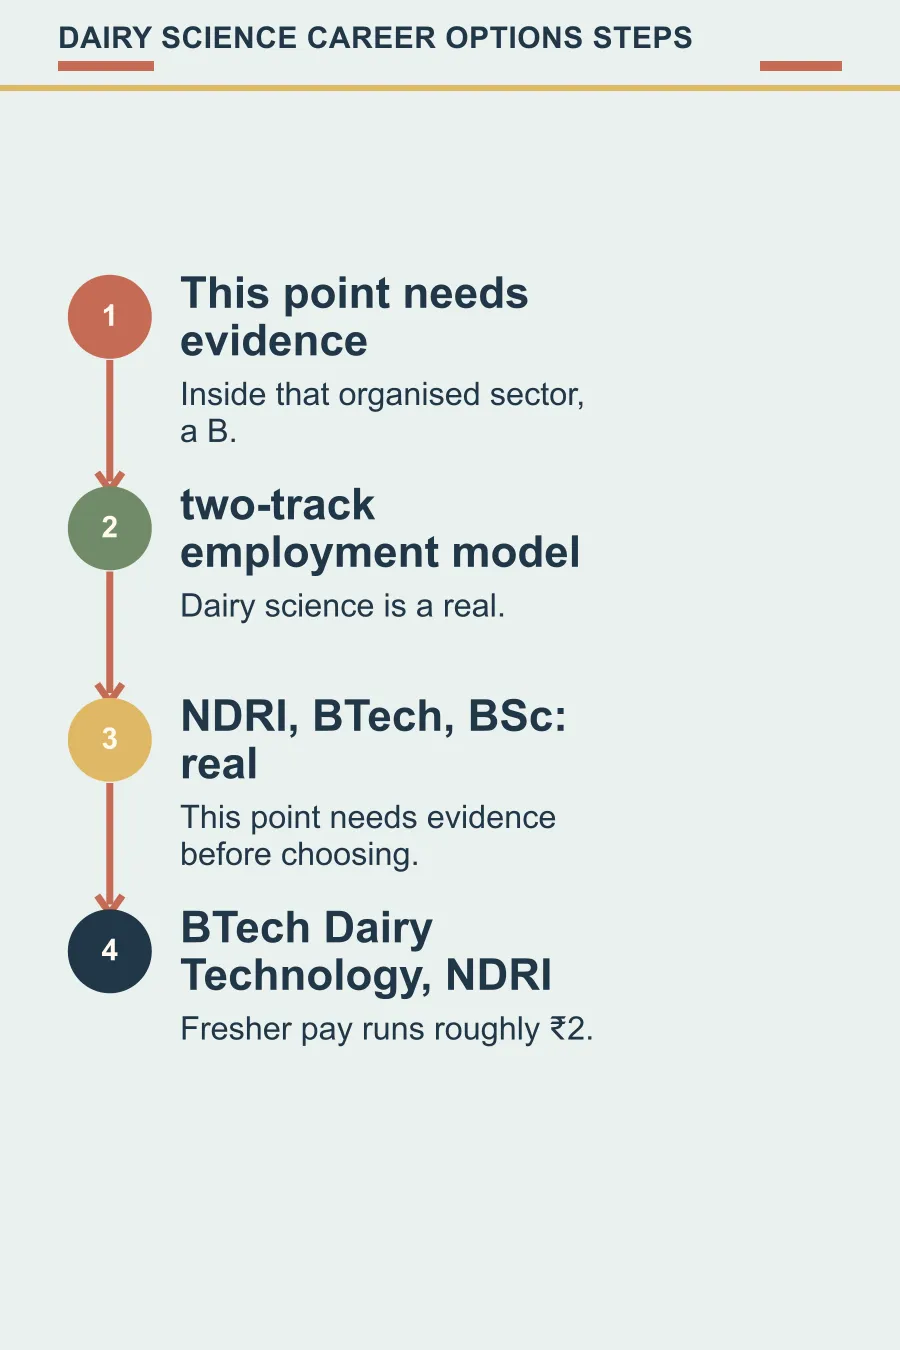 DAIRY SCIENCE CAREER OPTIONS STEPS
1
This point needs
evidence
Inside that organised sector,
a B.
2
two-track
employment model
Dairy science is a real.
3
NDRI, BTech, BSc:
real
This point needs evidence
before choosing.
4
BTech Dairy
Technology, NDRI
Fresher pay runs roughly ₹2.